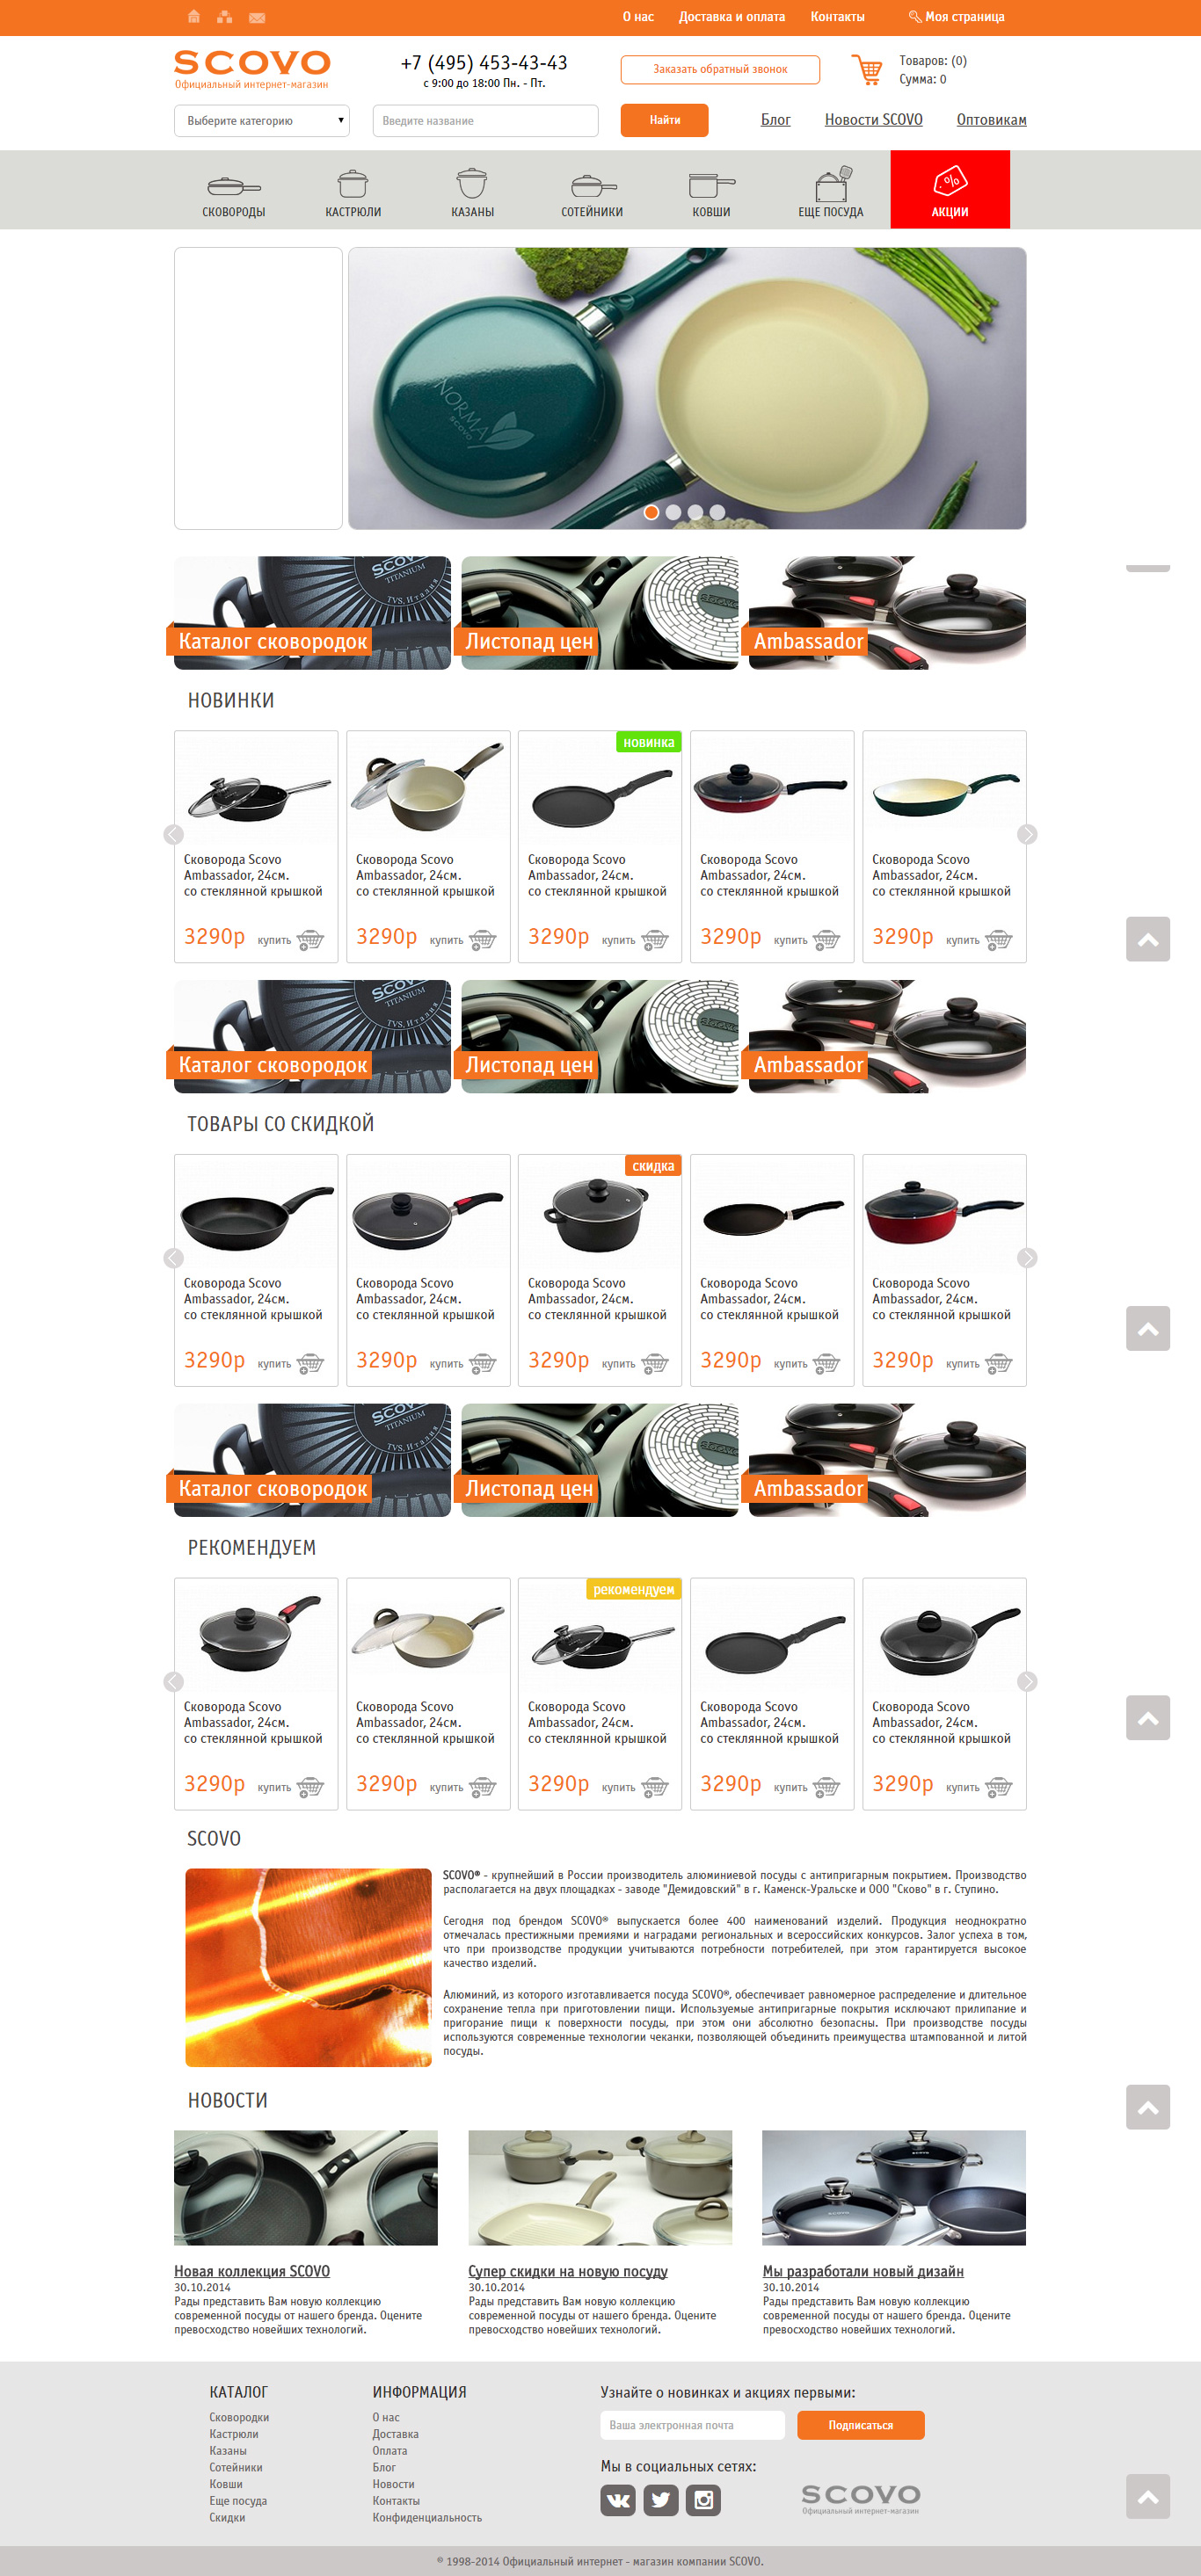 О нас Доставка и оплата Контакты Моя страница
SCOVO
Официальный интернет-магазин
+7 (495) 453-43-43
с 9:00 до 18:00 Пн. - Пт.
Заказать обратный звонок
Товаров: (0)
Сумма: 0
Выберите категорию
Введите название
Найти
Блог Новости SCOVO Оптовикам
СКОВОРОДЫ КАСТРЮЛИ КАЗАНЫ СОТЕЙНИКИ КОВШИ ЕЩЕ ПОСУДА % АКЦИИ
NORMA
SCOVO
SCOVO
TITANIUM
TVS, Италия
Каталог сковородок
Листопад цен
Ambassador
НОВИНКИ
новинка
Сковорода Scovo
Ambassador, 24см.
со стеклянной крышкой
3290р купить
Сковорода Scovo
Ambassador, 24см.
со стеклянной крышкой
3290р купить
Сковорода Scovo
Ambassador, 24см.
со стеклянной крышкой
3290р купить
Сковорода Scovo
Ambassador, 24см.
со стеклянной крышкой
3290р купить
Сковорода Scovo
Ambassador, 24см.
со стеклянной крышкой
3290р купить
SCOVO
TITANIUM
TVS, Италия
Каталог сковородок
Листопад цен
Ambassador
ТОВАРЫ СО СКИДКОЙ
скидка
Сковорода Scovo
Ambassador, 24см.
со стеклянной крышкой
3290р купить
Сковорода Scovo
Ambassador, 24см.
со стеклянной крышкой
3290р купить
Сковорода Scovo
Ambassador, 24см.
со стеклянной крышкой
3290р купить
Сковорода Scovo
Ambassador, 24см.
со стеклянной крышкой
3290р купить
Сковорода Scovo
Ambassador, 24см.
со стеклянной крышкой
3290р купить
SCOVO
TITANIUM
TVS, Италия
Каталог сковородок
Листопад цен
Ambassador
РЕКОМЕНДУЕМ
рекомендуем
Сковорода Scovo
Ambassador, 24см.
со стеклянной крышкой
3290р купить
Сковорода Scovo
Ambassador, 24см.
со стеклянной крышкой
3290р купить
Сковорода Scovo
Ambassador, 24см.
со стеклянной крышкой
3290р купить
Сковорода Scovo
Ambassador, 24см.
со стеклянной крышкой
3290р купить
Сковорода Scovo
Ambassador, 24см.
со стеклянной крышкой
3290р купить
SCOVO
SCOVO® - крупнейший в России производитель алюминиевой посуды с антипригарным покрытием. Производство
располагается на двух площадках - заводе "Демидовский" в г. Каменск-Уральске и ООО "Сково" в г. Ступино.
Сегодня под брендом SCOVO® выпускается более 400 наименований изделий. Продукция неоднократно
отмечалась престижными премиями и наградами региональных и всероссийских конкурсов. Залог успеха в том,
что при производстве продукции учитываются потребности потребителей, при этом гарантируется высокое
качество изделий.
Алюминий, из которого изготавливается посуда SCOVO®, обеспечивает равномерное распределение и длительное
сохранение тепла при приготовлении пищи. Используемые антипригарные покрытия исключают прилипание и
пригорание пищи к поверхности посуды, при этом они абсолютно безопасны. При производстве посуды
используются современные технологии чеканки, позволяющей объединить преимущества штампованной и литой
посуды.
НОВОСТИ
Новая коллекция SCOVO
30.10.2014
Рады представить Вам новую коллекцию
современной посуды от нашего бренда. Оцените
превосходство новейших технологий.
Супер скидки на новую посуду
30.10.2014
Рады представить Вам новую коллекцию
современной посуды от нашего бренда. Оцените
превосходство новейших технологий.
Мы разработали новый дизайн
30.10.2014
Рады представить Вам новую коллекцию
современной посуды от нашего бренда. Оцените
превосходство новейших технологий.
КАТАЛОГ
Сковородки
Кастрюли
Казаны
Сотейники
Ковши
Еще посуда
Скидки
ИНФОРМАЦИЯ
О нас
Доставка
Оплата
Блог
Новости
Контакты
Конфиденциальность
Узнайте о новинках и акциях первыми:
Ваша электронная почта
Подписаться
Мы в социальных сетях:
SCOVO
Официальный интернет-магазин
© 1998-2014 Официальный интернет - магазин компании SCOVO.